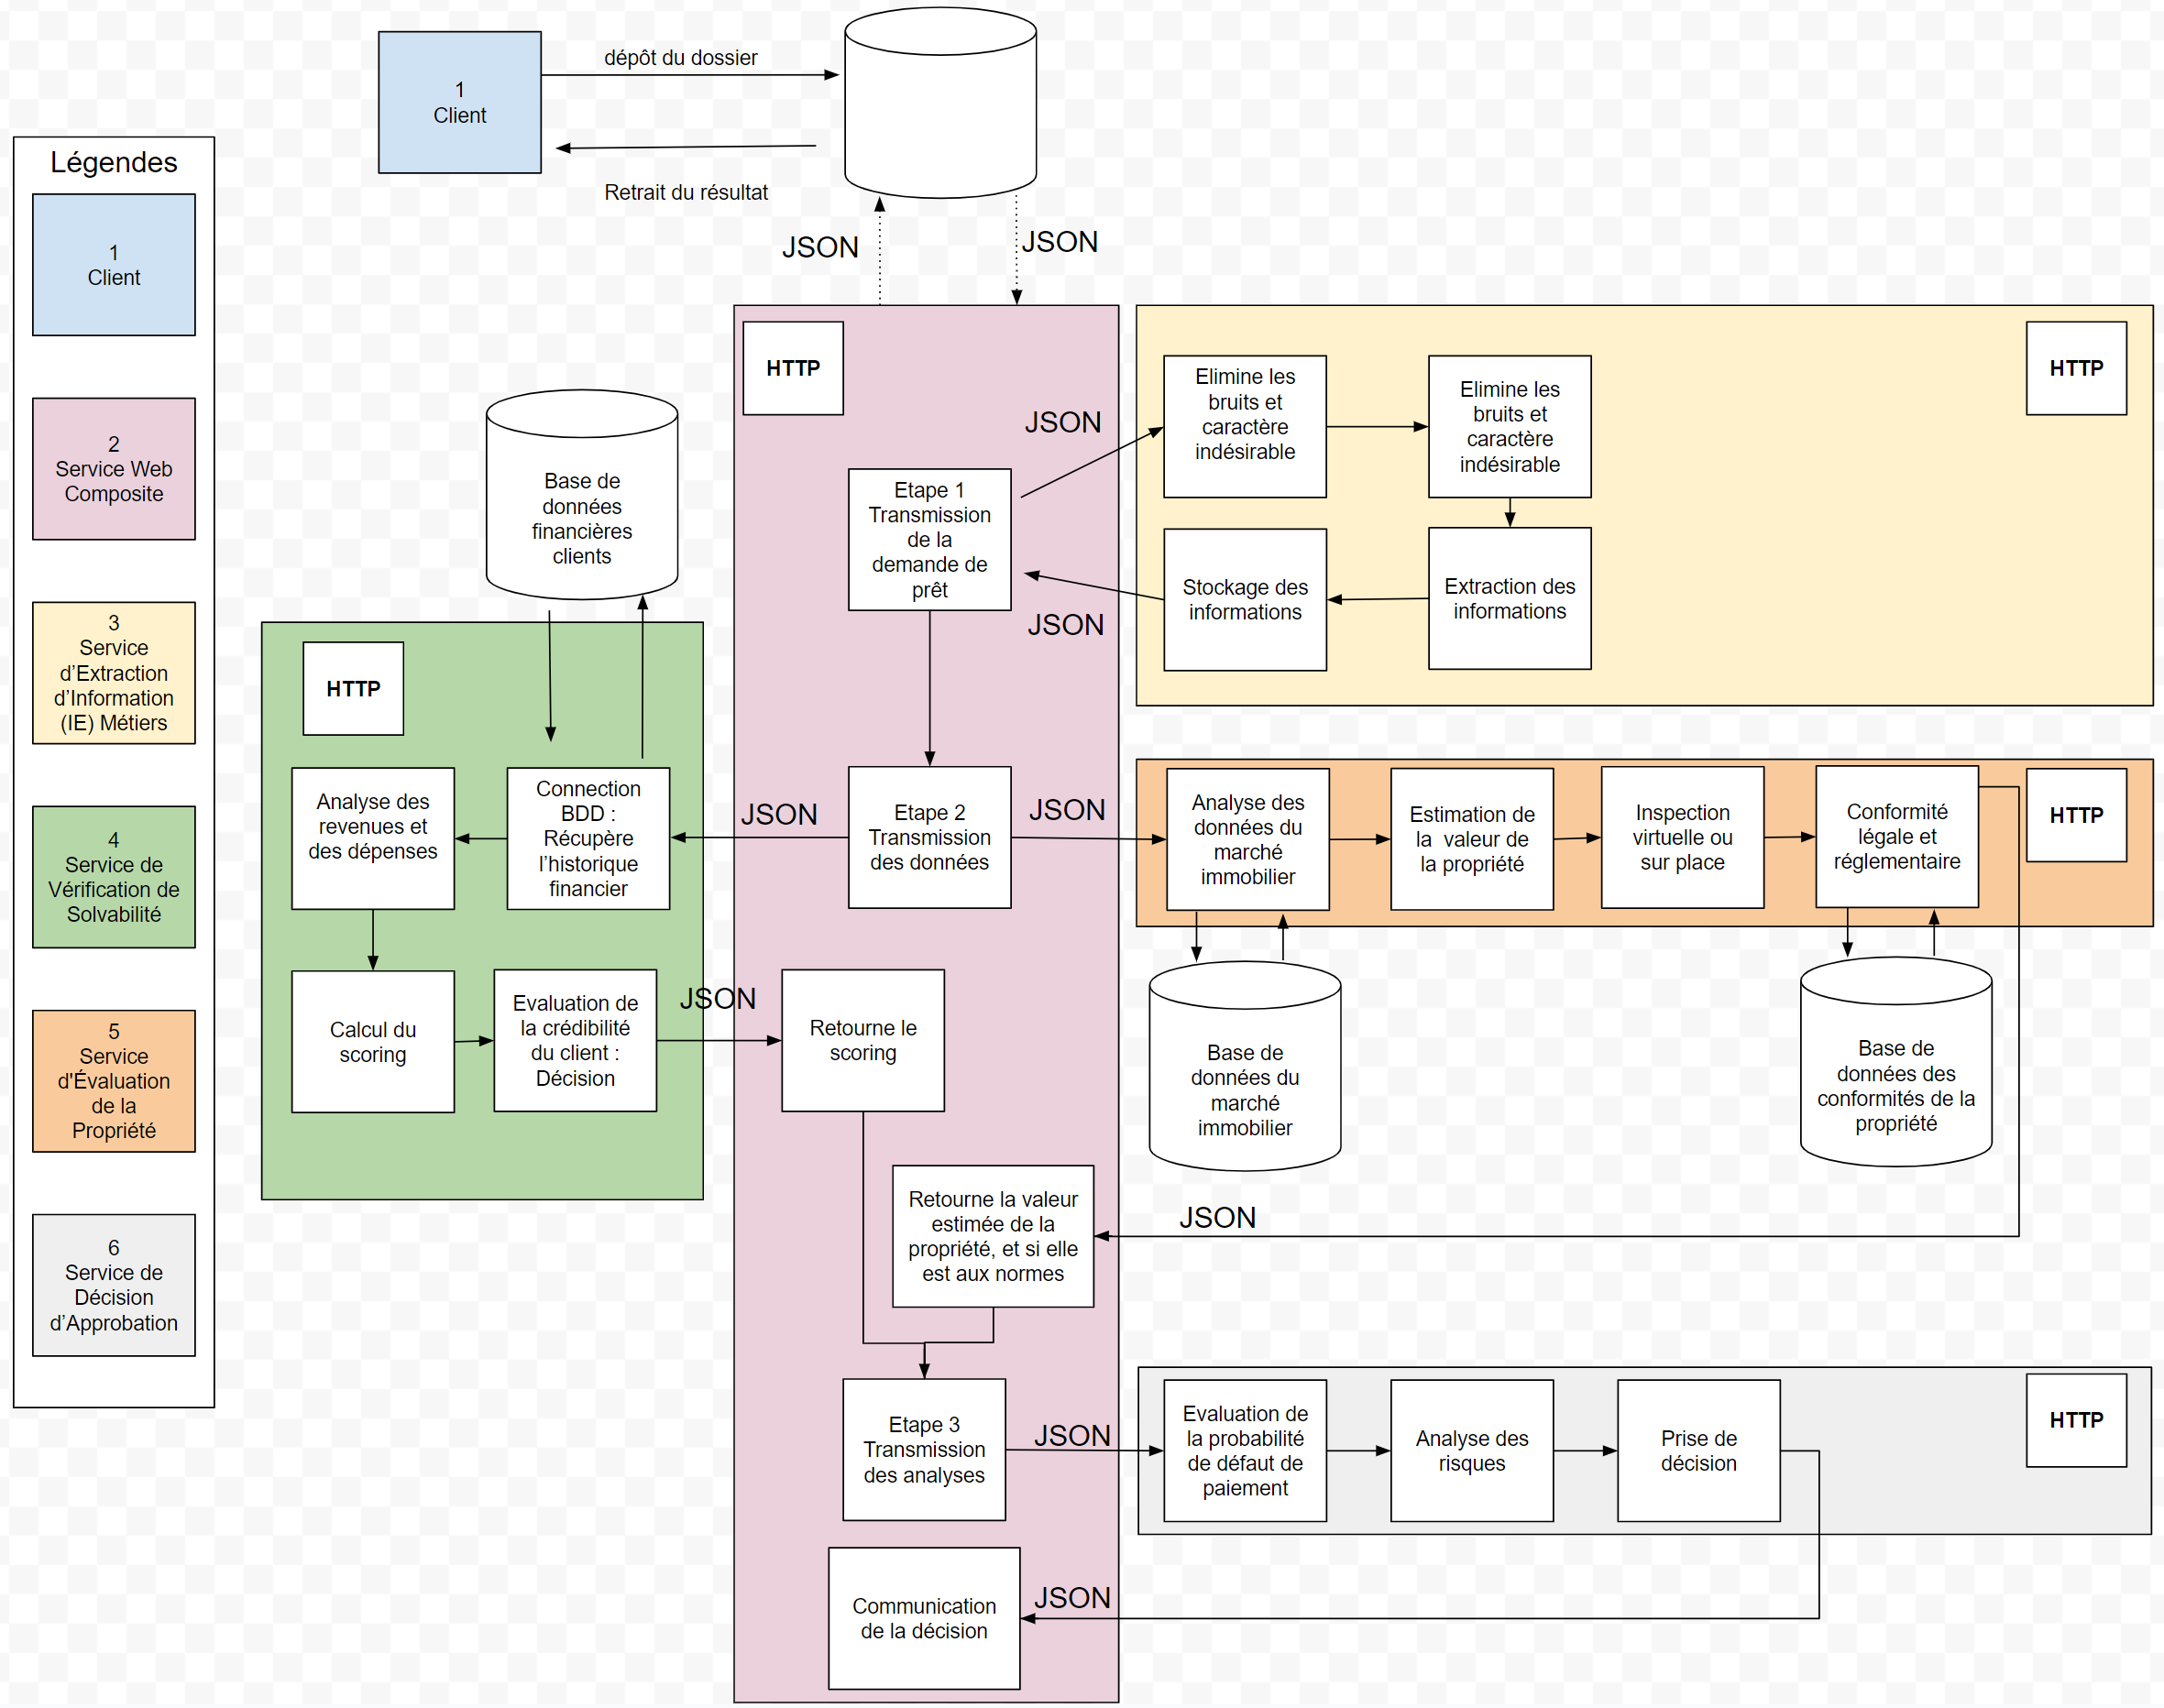 1
Client
dépôt du dossier
Retrait du résultat
JSON
JSON
Légendes
1
Client
2
Service Web
Composite
3
Service
d’Extraction
d’Information
(IE) Métiers
4
Service de
Vérification de
Solvabilité
5
Service
d'Évaluation
de la
Propriété
6
Service de
Décision
d’Approbation
HTTP
JSON
Etape 1
Transmission
de la
demande de
prêt
JSON
Elimine les
bruits et
caractère
indésirable
Elimine les
bruits et
caractère
indésirable
HTTP
Stockage des
informations
Extraction des
informations
Base de
données
financières
clients
HTTP
Analyse des
revenues et
des dépenses
Connection
BDD :
Récupère
l’historique
financier
JSON
Etape 2
Transmission
des données
JSON
Analyse des
données du
marché
immobilier
Estimation de
la valeur de
la propriété
Inspection
virtuelle ou
sur place
Conformité
légale et
réglementaire
HTTP
Calcul du
scoring
Evaluation de
la crédibilité
du client :
Décision
JSON
Retourne le
scoring
Base de
données du
marché
immobilier
Base de
données des
conformités de la
propriété
Retourne la valeur
estimée de la
propriété, et si elle
est aux normes
JSON
Etape 3
Transmission
des analyses
JSON
Evaluation de
la probabilité
de défaut de
paiement
Analyse des
risques
Prise de
décision
HTTP
Communication
de la décision
JSON